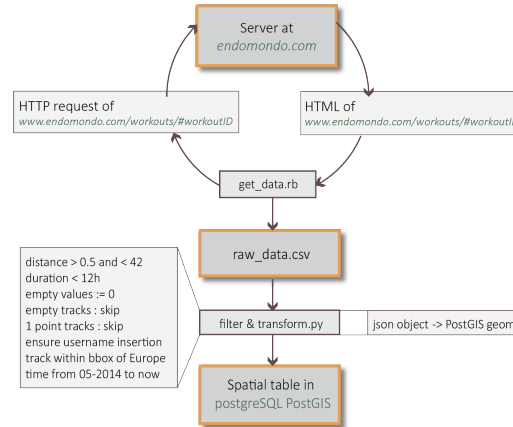 Server at
endomondo.com
HTTP request of
www.endomondo.com/workouts/#workoutID
HTML of
www.endomondo.com/workouts/#workoutI
get_data.rb
raw_data.csv
distance > 0.5 and < 42
duration < 12h
empty values := 0
empty tracks : skip
1 point tracks : skip
ensure username insertion
track within bbox of Europe
time from 05-2014 to now
filter & transform.py
json object -> PostGIS geom
Spatial table in
postgreSQL PostGIS